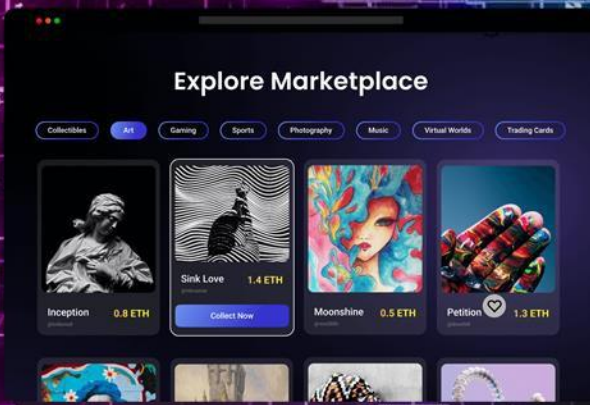 Explore Marketplace
Collectibles Art Gaming Sports Photography Music Virtual Worlds Trading Cards
Sink Love 1.4 ETH
Inception 0.8 ETH
Collect Now
Moonshine 0.5 ETH
Petition 1.3 ETH